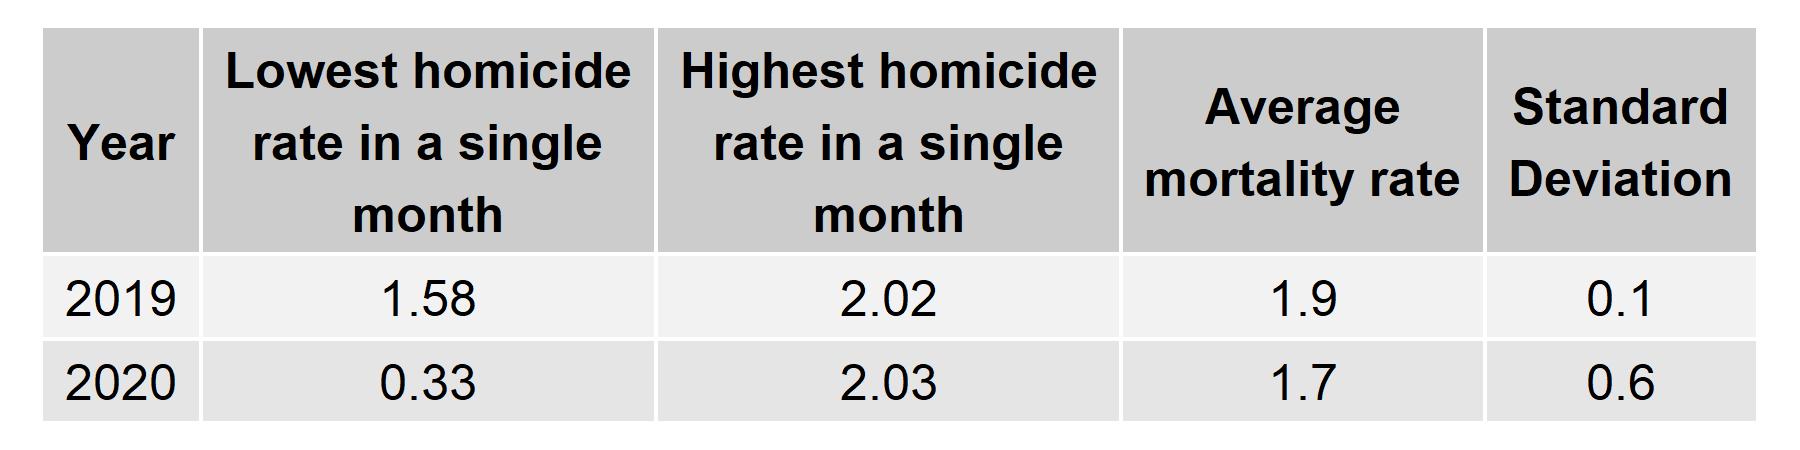 Year
Lowest homicide
rate in a single
month
Highest homicide
rate in a single
month
Average
mortality rate
Standard
Deviation
2019 1.58 2.02 1.9 0.1
2020 0.33 2.03 1.7 0.6